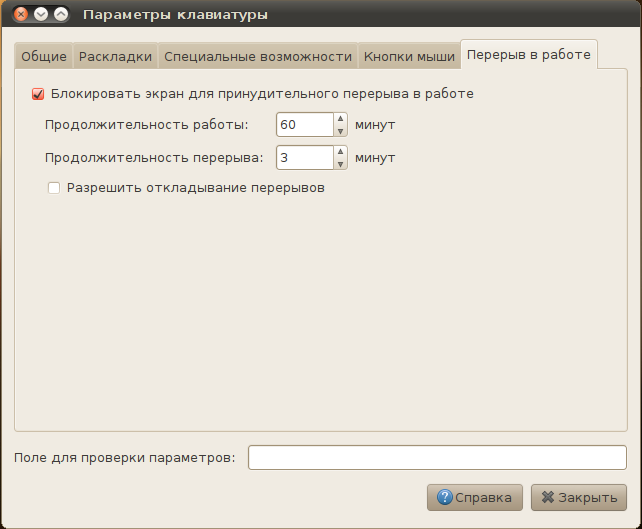 Параметры клавиатуры
Общие Раскладки Специальные возможности Кнопки мыши Перерыв в работе
Блокировать экран для принудительного перерыва в работе
Продолжительность работы: 60 минут
Продолжительность перерыва: 3 минут
Разрешить откладывание перерывов
Поле для проверки параметров:
Справка Закрыть